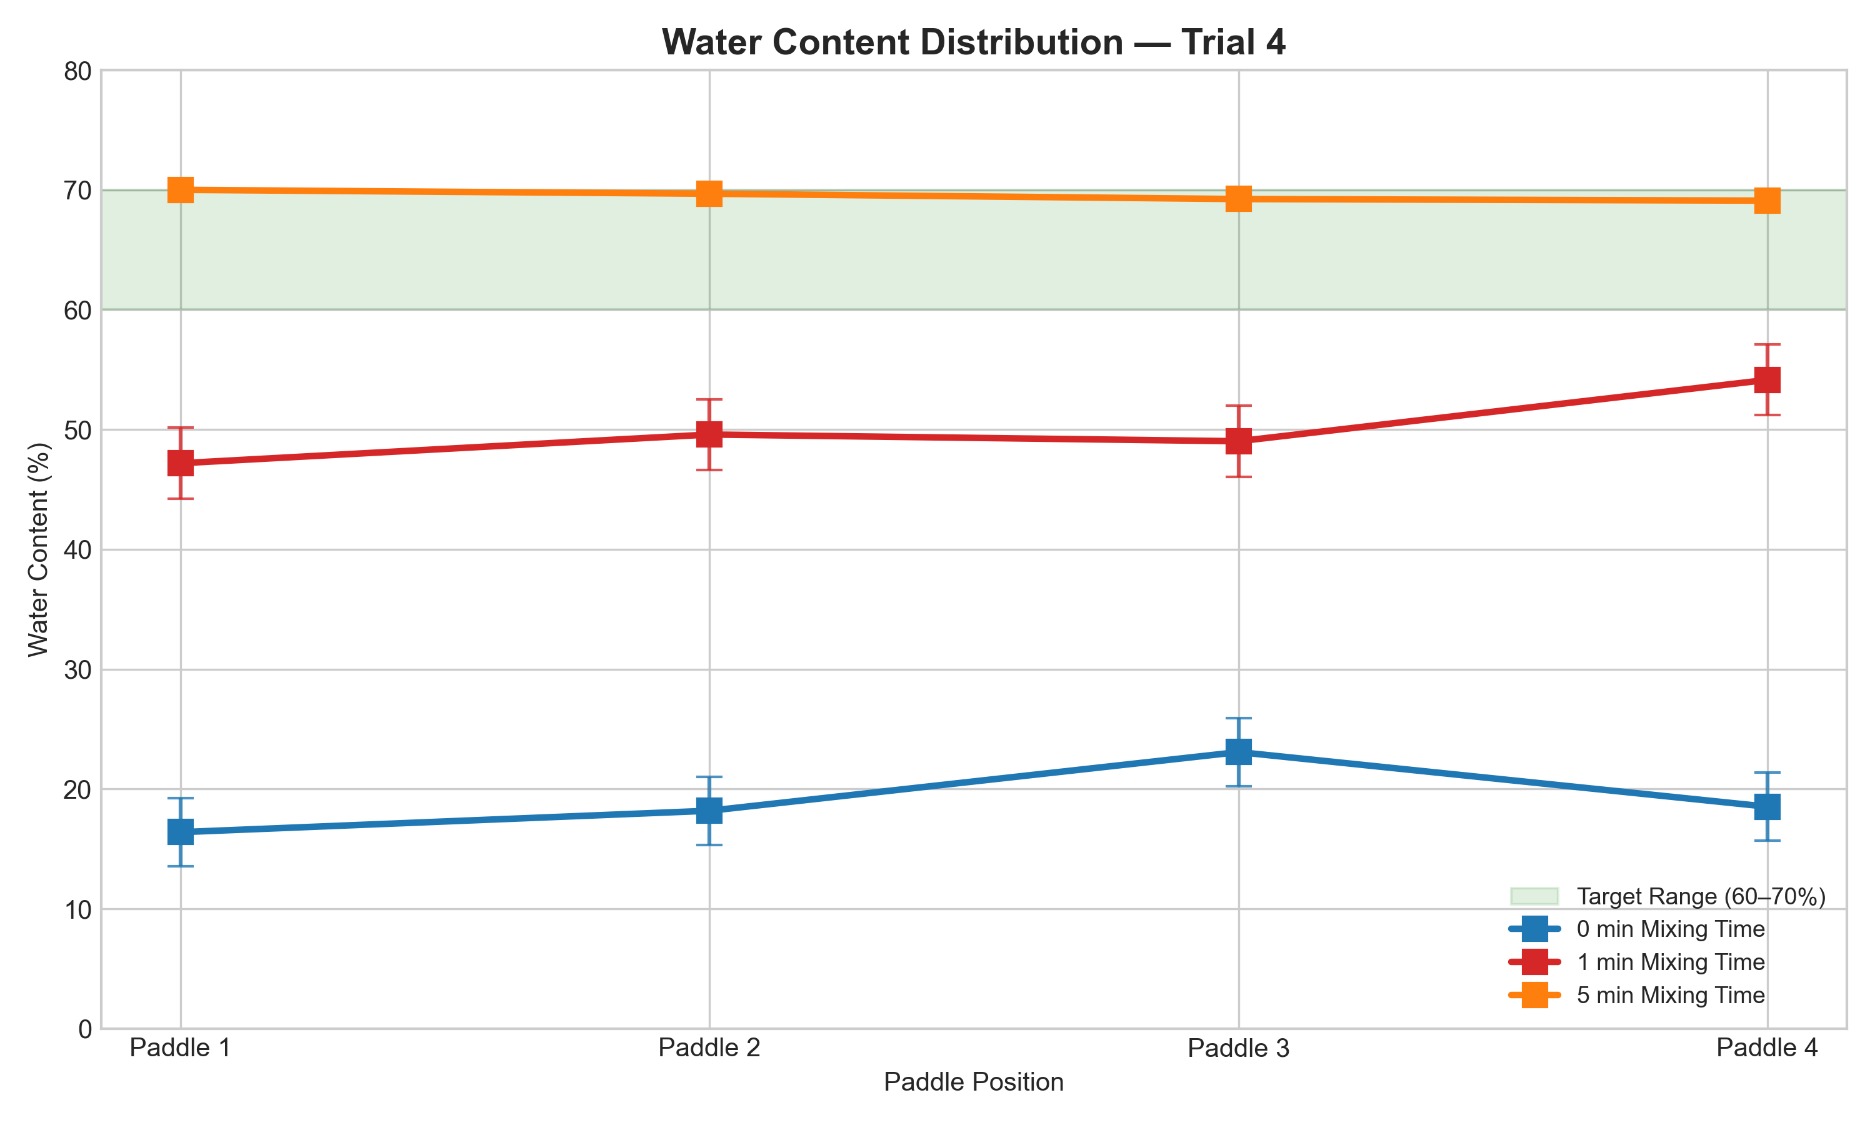 Water Content Distribution — Trial 4
80
70
60
50
40
30
20
10
0
Water Content (%)
Target Range (60–70%)
0 min Mixing Time
1 min Mixing Time
5 min Mixing Time
Paddle 1
Paddle 2
Paddle 3
Paddle 4
Paddle Position